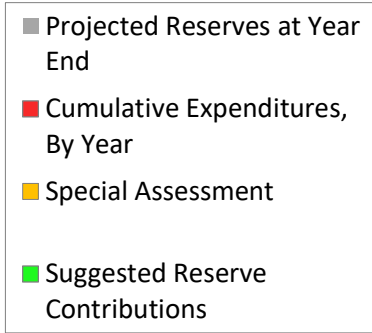 Projected Reserves at Year
End
Cumulative Expenditures,
By Year
Special Assessment
Suggested Reserve
Contributions